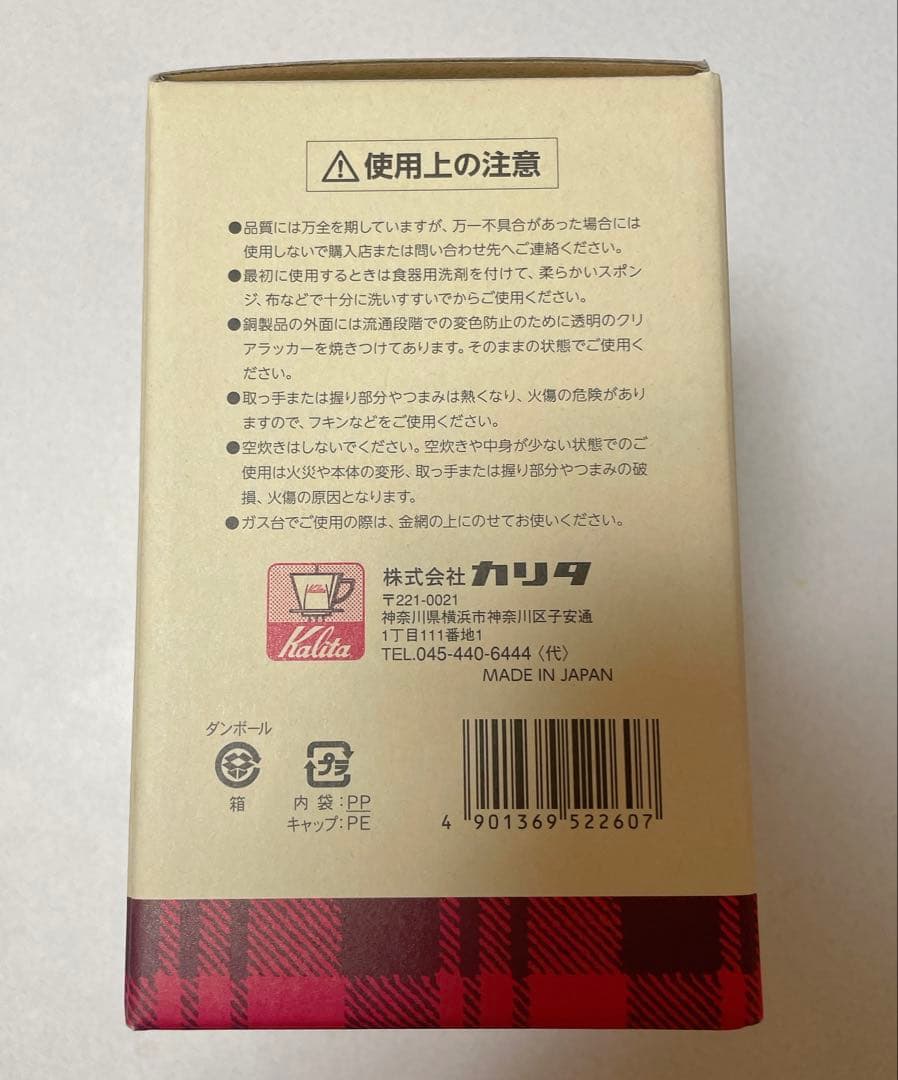 使用上の注意
●品質には万全を期していますが、万一不具合があった場合には
使用しないで購入店または問い合わせ先へご連絡ください。
●最初に使用するときは食器用洗剤を付けて、柔らかいスポン
ジ、布などで十分に洗いすすいでからご使用ください。
●銅製品の外面には流通段階での変色防止のために透明のクリ
アラッカーを焼きつけてあります。そのままの状態でご使用く
ださい。
●取っ手または握り部分やつまみは熱くなり、火傷の危険があり
ますので、フキンなどをご使用ください。
●空炊きはしないでください。空炊きや中身が少ない状態でのご
使用は火災や本体の変形、取っ手または握り部分やつまみの破
損、火傷の原因となります。
●ガス台でご使用の際は、金網の上にのせてお使いください。
株式会社 カリタ
〒221-0021
神奈川県横浜市神奈川区子安通
1丁目111番地1
TEL.045-440-6444〈代〉
MADE IN JAPAN
Kalita
ダンボール
箱
プラ
内 袋：PP
キャップ：PE
4 901369 522607